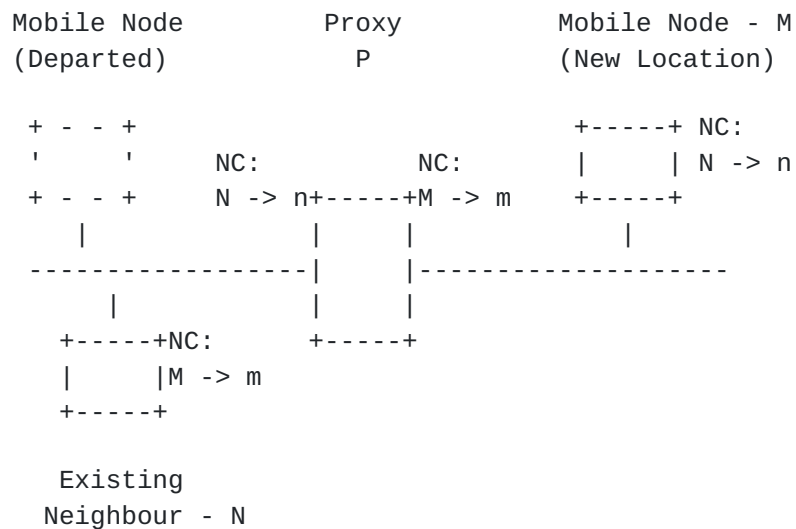 Mobile Node Proxy Mobile Node - M
(Departed) P (New Location)
+ - - + +-----+ NC:
' ' NC: NC: | | N -> n
+ - - + N -> n+-----+M -> m +-----+
| | | |
------------------| |--------------------
| | |
+-----+NC: +-----+
| |M -> m
+-----+
Existing
Neighbour - N